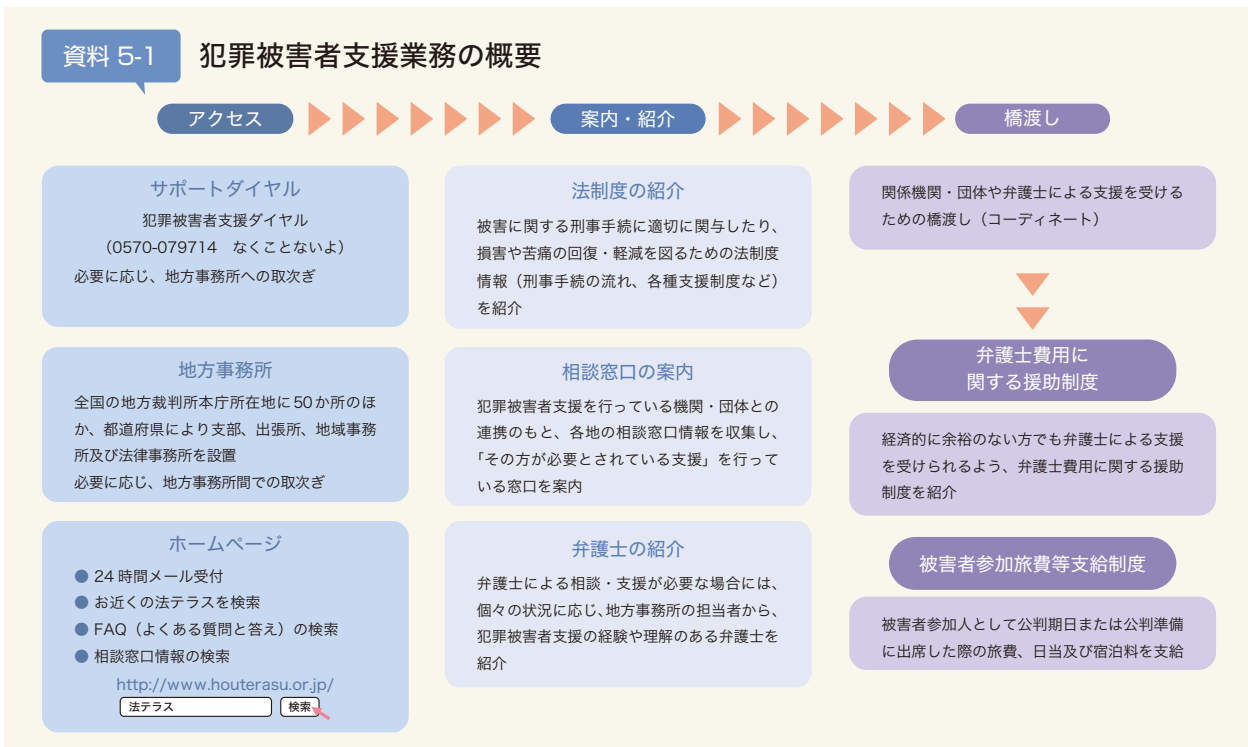 資料 5-1
犯罪被害者支援業務の概要
アクセス
案内・紹介
橋渡し
サポートダイヤル
犯罪被害者支援ダイヤル
（0570-079714　なくことないよ）
必要に応じ、地方事務所への取次ぎ
地方事務所
全国の地方裁判所本庁所在地に50か所のほ
か、都道府県により支部、出張所、地域事務
所及び法律事務所を設置
必要に応じ、地方事務所間での取次ぎ
ホームページ
● 24時間メール受付
● お近くの法テラスを検索
● FAQ（よくある質問と答え）の検索
● 相談窓口情報の検索
http://www.houterasu.or.jp/
法テラス 検索
法制度の紹介
被害に関する刑事手続に適切に関与したり、
損害や苦痛の回復・軽減を図るための法制度
情報（刑事手続の流れ、各種支援制度など）
を紹介
相談窓口の案内
犯罪被害者支援を行っている機関・団体との
連携のもと、各地の相談窓口情報を収集し、
「その方が必要とされている支援」を行って
いる窓口を案内
弁護士の紹介
弁護士による相談・支援が必要な場合には、
個々の状況に応じ、地方事務所の担当者から、
犯罪被害者支援の経験や理解のある弁護士を
紹介
関係機関・団体や弁護士による支援を受ける
ための橋渡し（コーディネート）
弁護士費用に
関する援助制度
経済的に余裕のない方でも弁護士による支援
を受けられるよう、弁護士費用に関する援助
制度を紹介
被害者参加旅費等支給制度
被害者参加人として公判期日または公判準備
に出席した際の旅費、日当及び宿泊料を支給